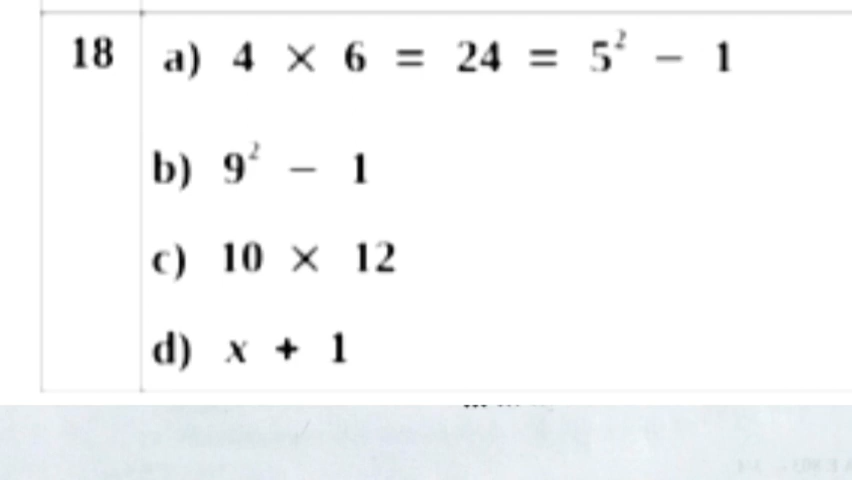 18 a) 4 × 6 = 24 = 5² − 1
b) 9² − 1
c) 10 × 12
d) x + 1